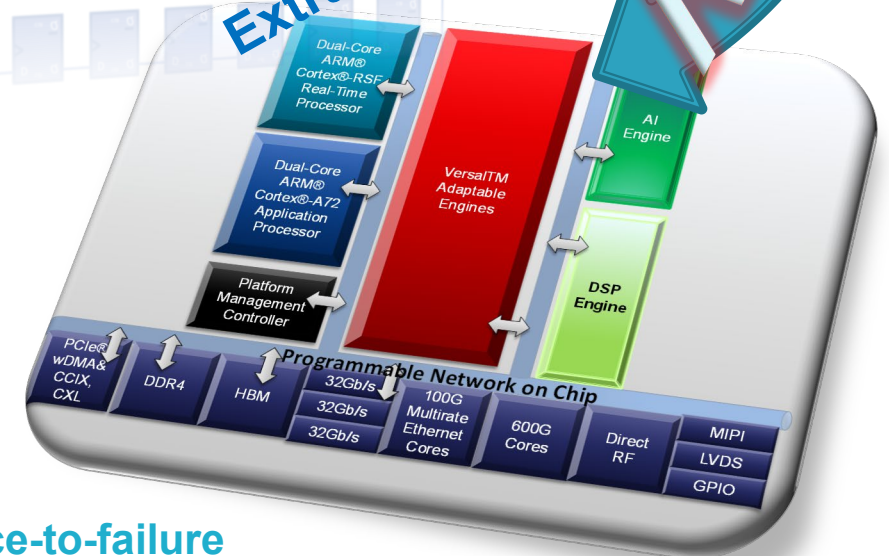 Dual-Core
ARM®
Cortex®-R5F
Real-Time
Processor
AI
Engine
VersalTM
Adaptable
Engines
Dual-Core
ARM®
Cortex®-A72
Application
Processor
DSP
Engine
Platform
Management
Controller
Programmable Network on Chip
PCIe®
wDMA&
CCIX,
CXL
DDR4
HBM
32Gb/s
32Gb/s
32Gb/s
100G
Multirate
Ethernet
Cores
600G
Cores
Direct
RF
MIPI
LVDS
GPIO
ce-to-failure